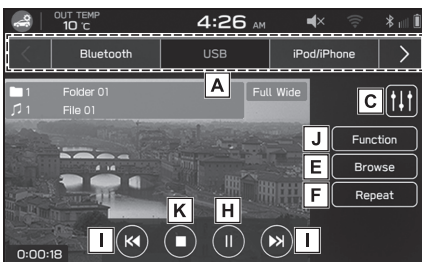 OUT TEMP
10 °C
4:26 AM
Bluetooth USB iPod/iPhone
A
1 Folder 01 Full Wide
1 File 01
C
J Function
E Browse
F Repeat
K H
I I
0:00:18